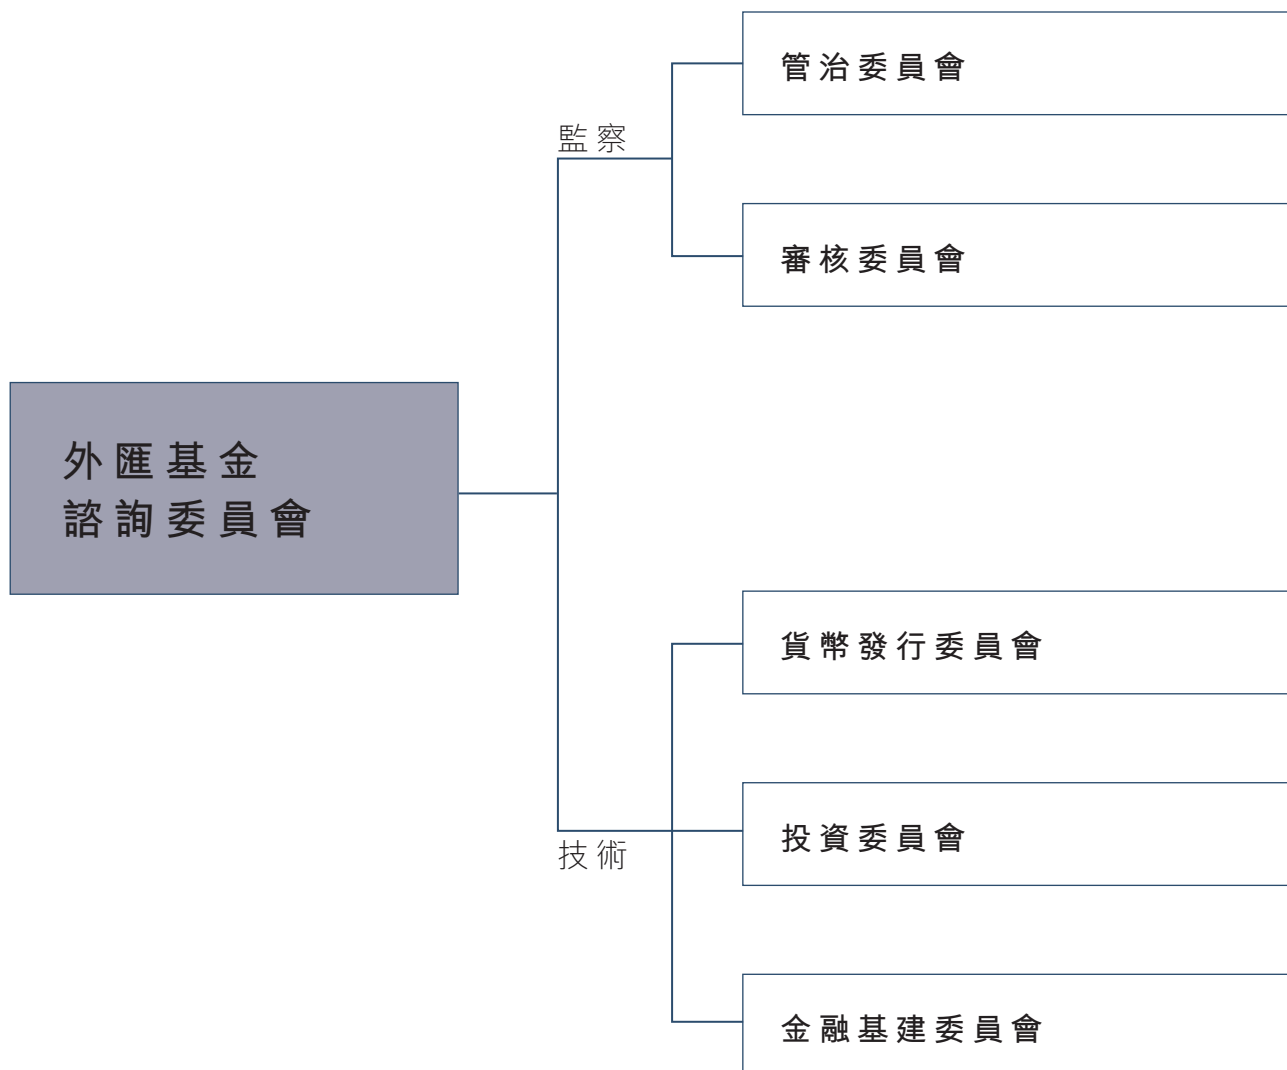 管治委員會
監察
審核委員會
外匯基金
諮詢委員會
貨幣發行委員會
投資委員會
技術
金融基建委員會